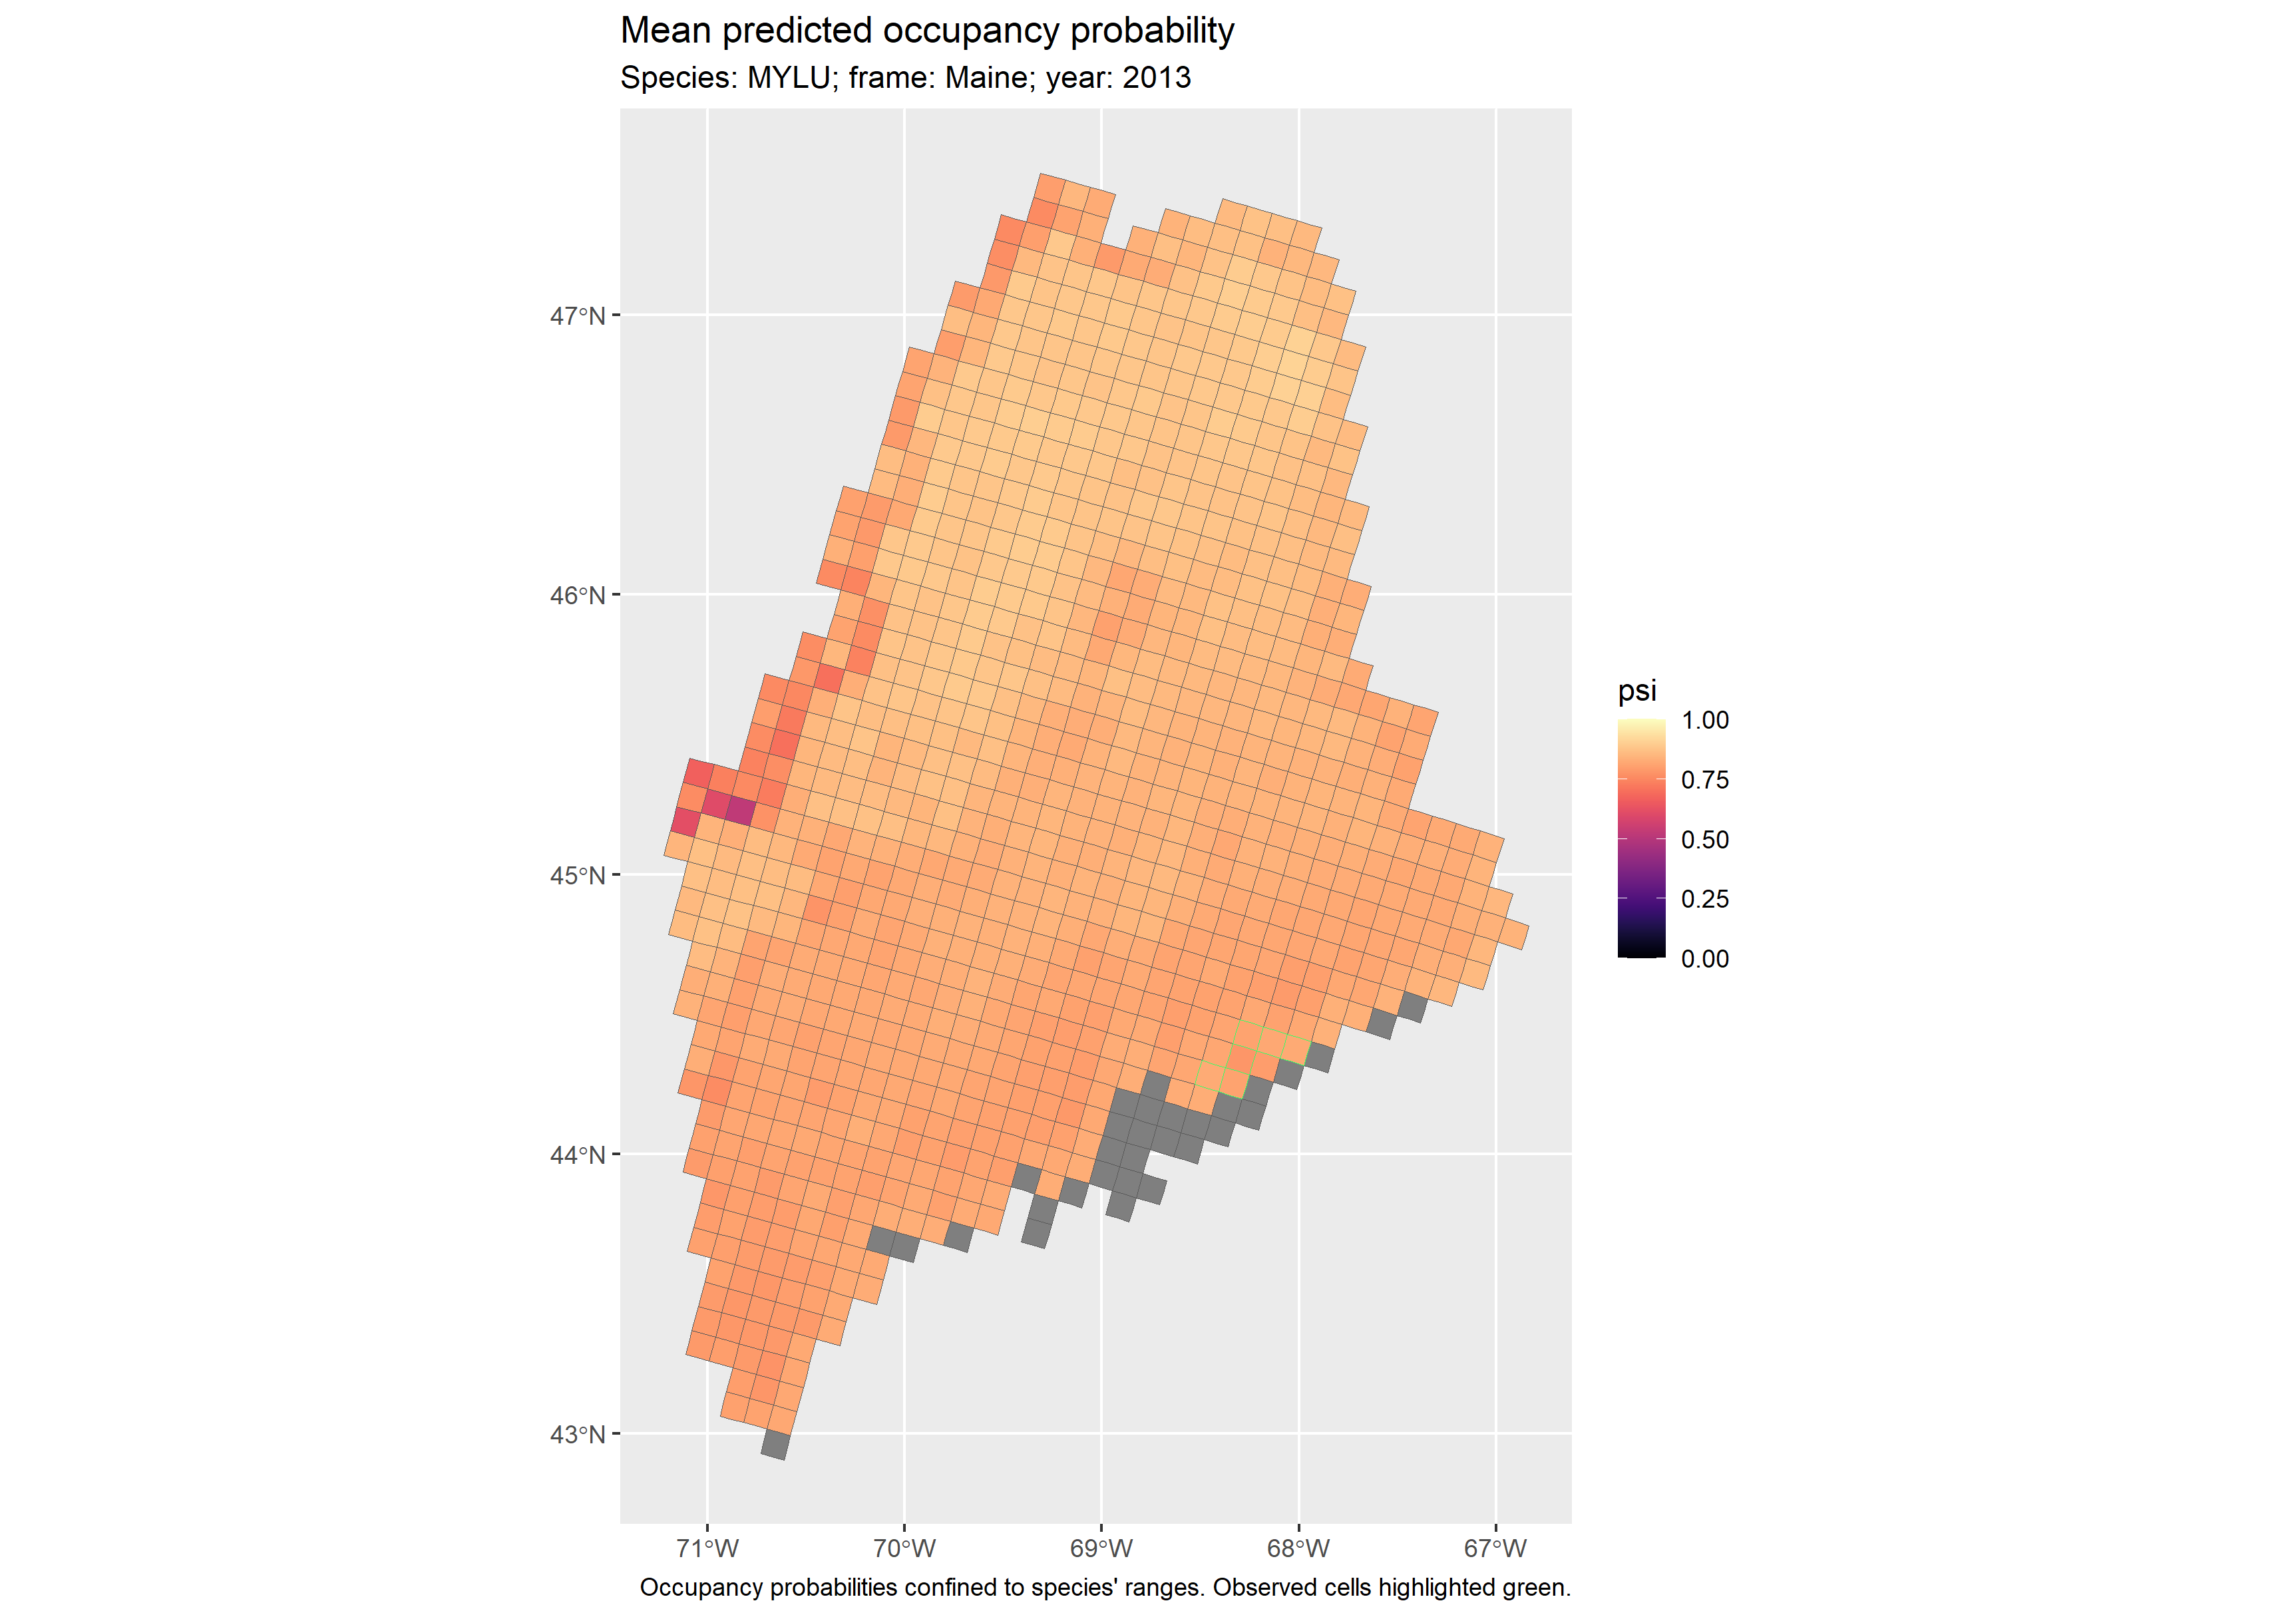 Mean predicted occupancy probability
Species: MYLU; frame: Maine; year: 2013
47°N
46°N
45°N
44°N
43°N
71°W
70°W
69°W
68°W
67°W
psi
1.00
0.75
0.50
0.25
0.00
Occupancy probabilities confined to species' ranges. Observed cells highlighted green.